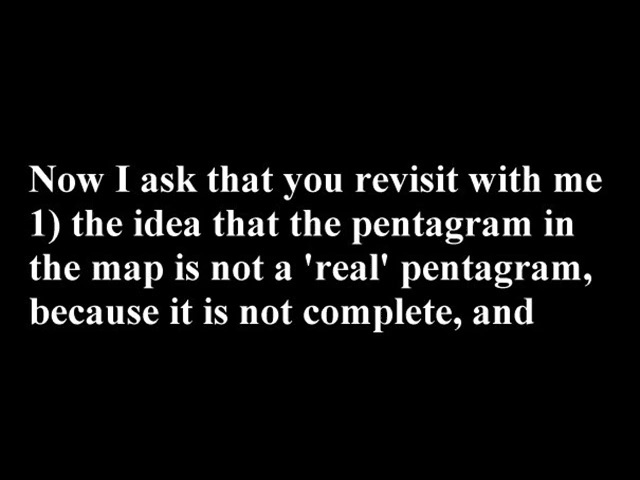 Now I ask that you revisit with me
1) the idea that the pentagram in
the map is not a 'real' pentagram,
because it is not complete, and